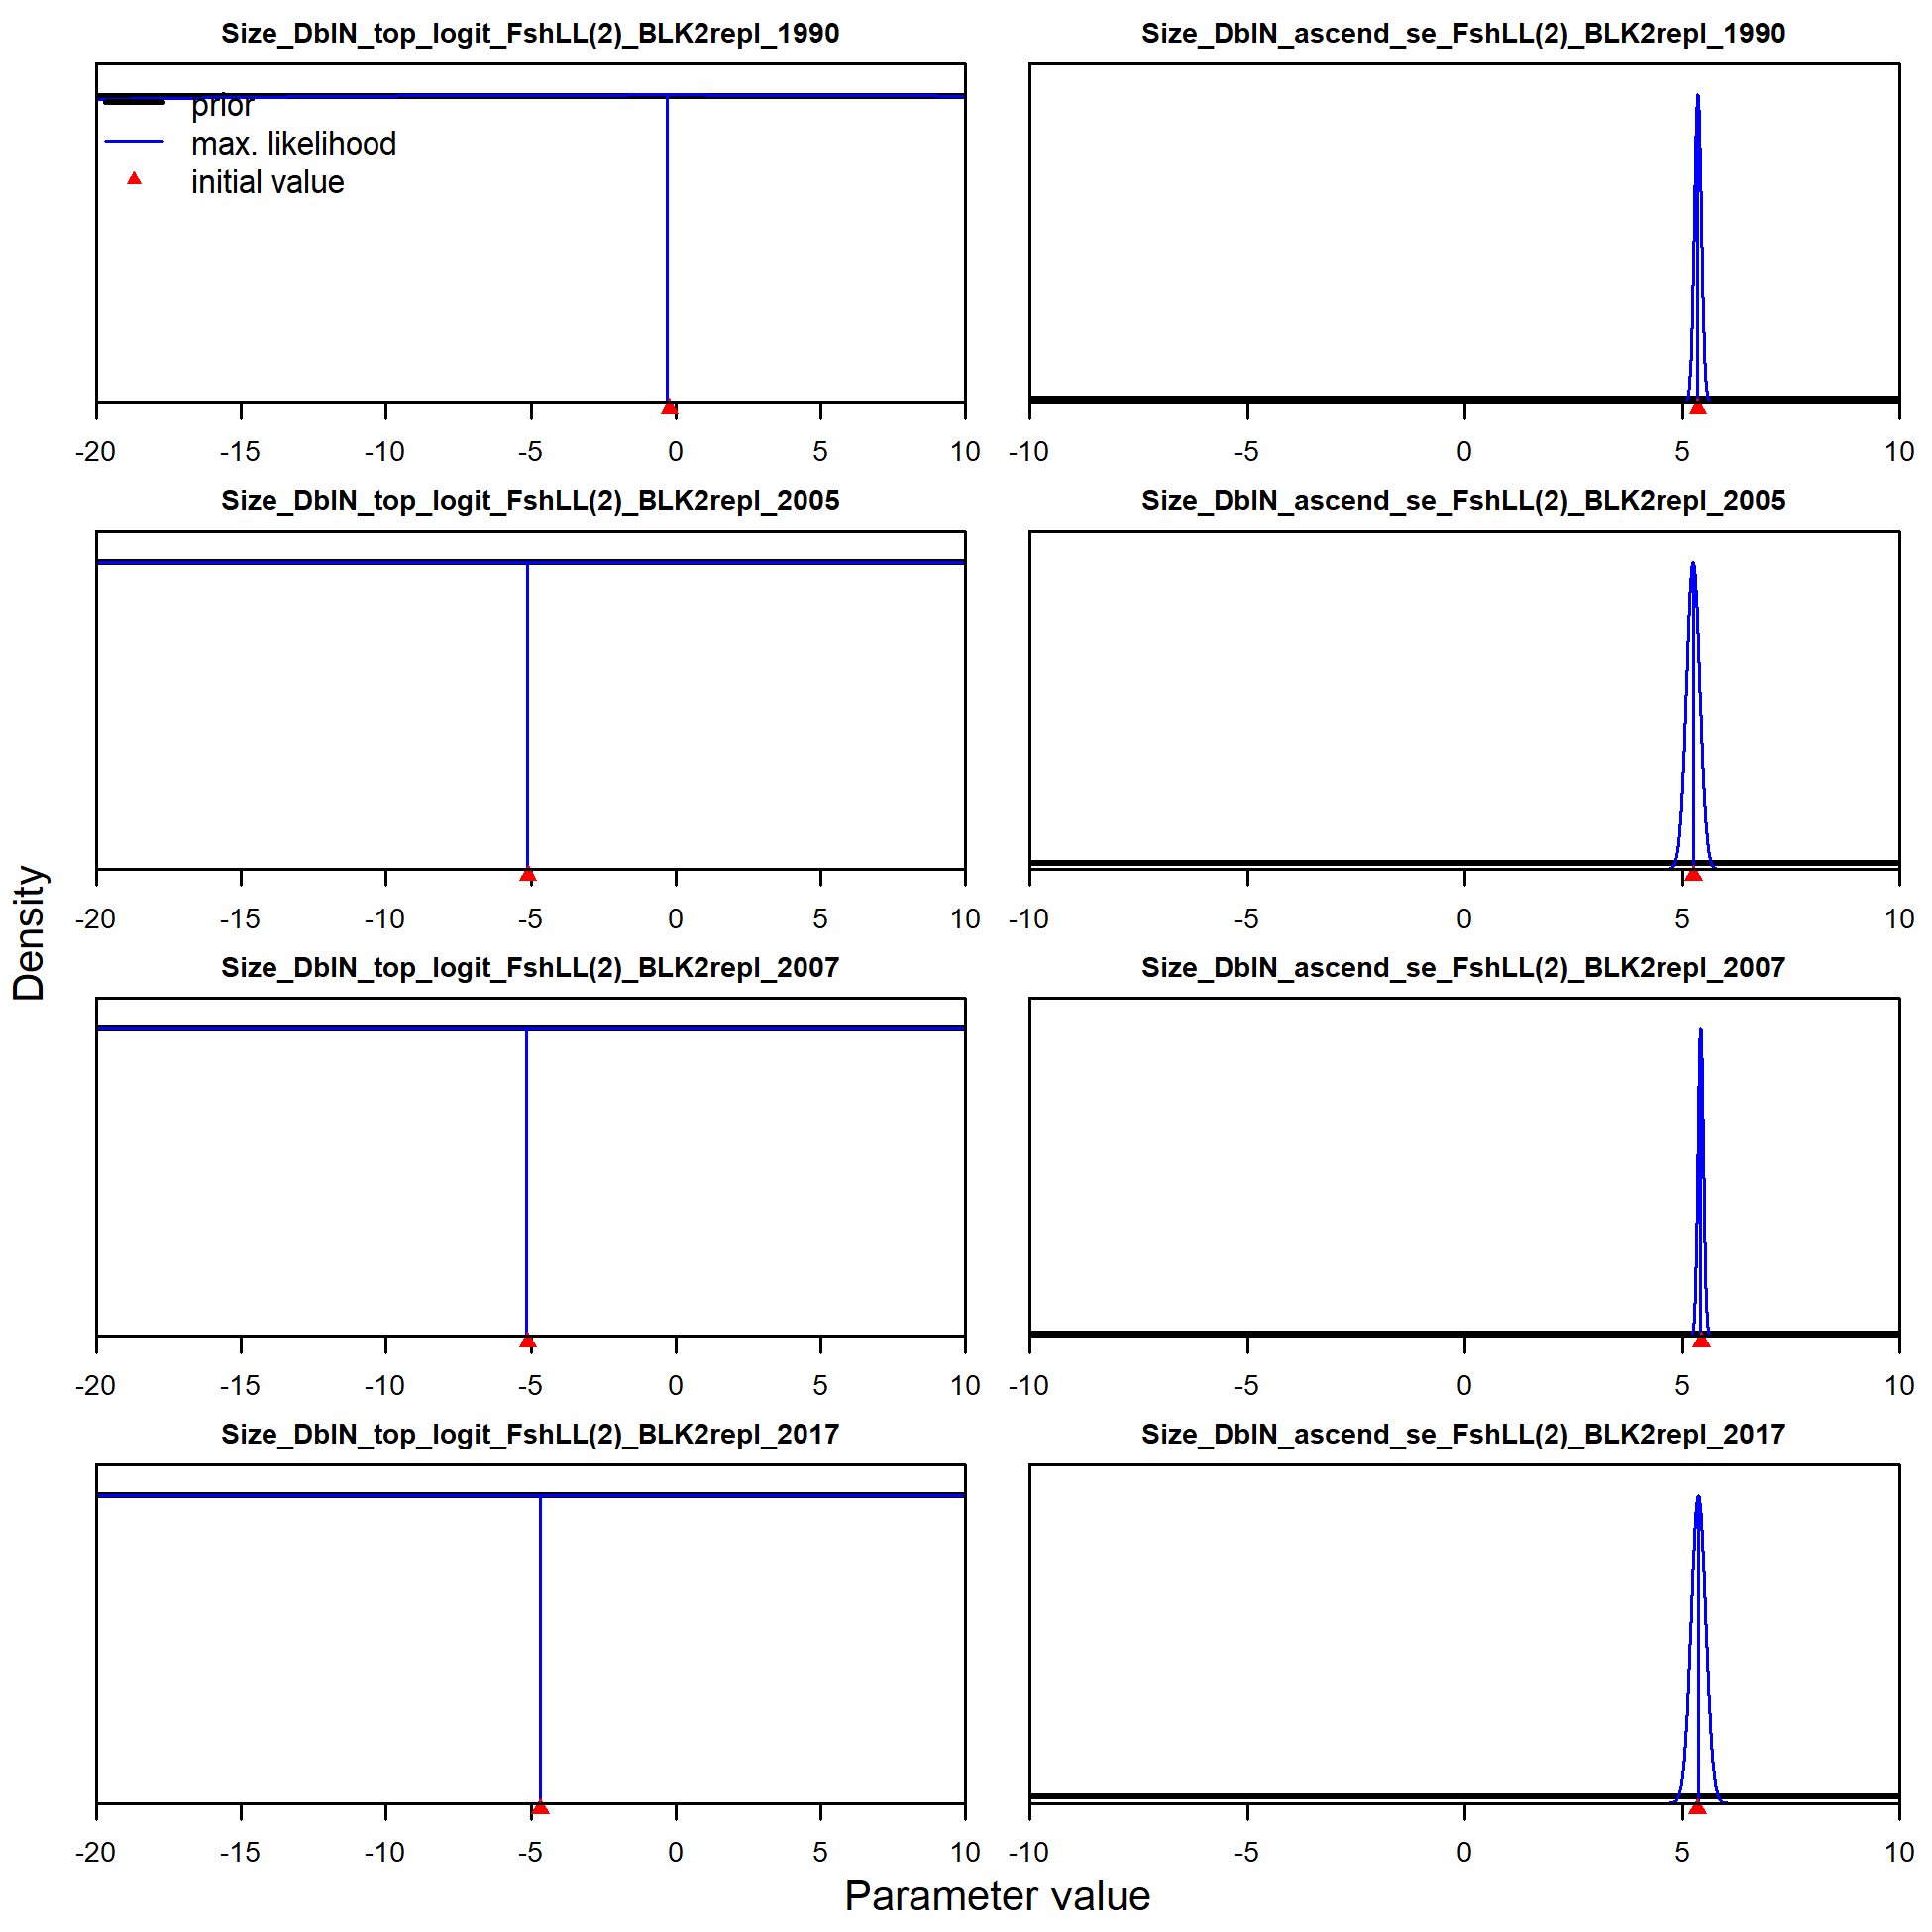 Size_DblN_top_logit_FshLL(2)_BLK2repl_1990
prior
max. likelihood
initial value
-20 -15 -10 -5 0 5 10
Size_DblN_ascend_se_FshLL(2)_BLK2repl_1990
-10 -5 0 5 10
Size_DblN_top_logit_FshLL(2)_BLK2repl_2005
-20 -15 -10 -5 0 5 10
Size_DblN_ascend_se_FshLL(2)_BLK2repl_2005
-10 -5 0 5 10
Size_DblN_top_logit_FshLL(2)_BLK2repl_2007
-20 -15 -10 -5 0 5 10
Size_DblN_ascend_se_FshLL(2)_BLK2repl_2007
-10 -5 0 5 10
Size_DblN_top_logit_FshLL(2)_BLK2repl_2017
-20 -15 -10 -5 0 5 10
Size_DblN_ascend_se_FshLL(2)_BLK2repl_2017
-10 -5 0 5 10
Density
Parameter value